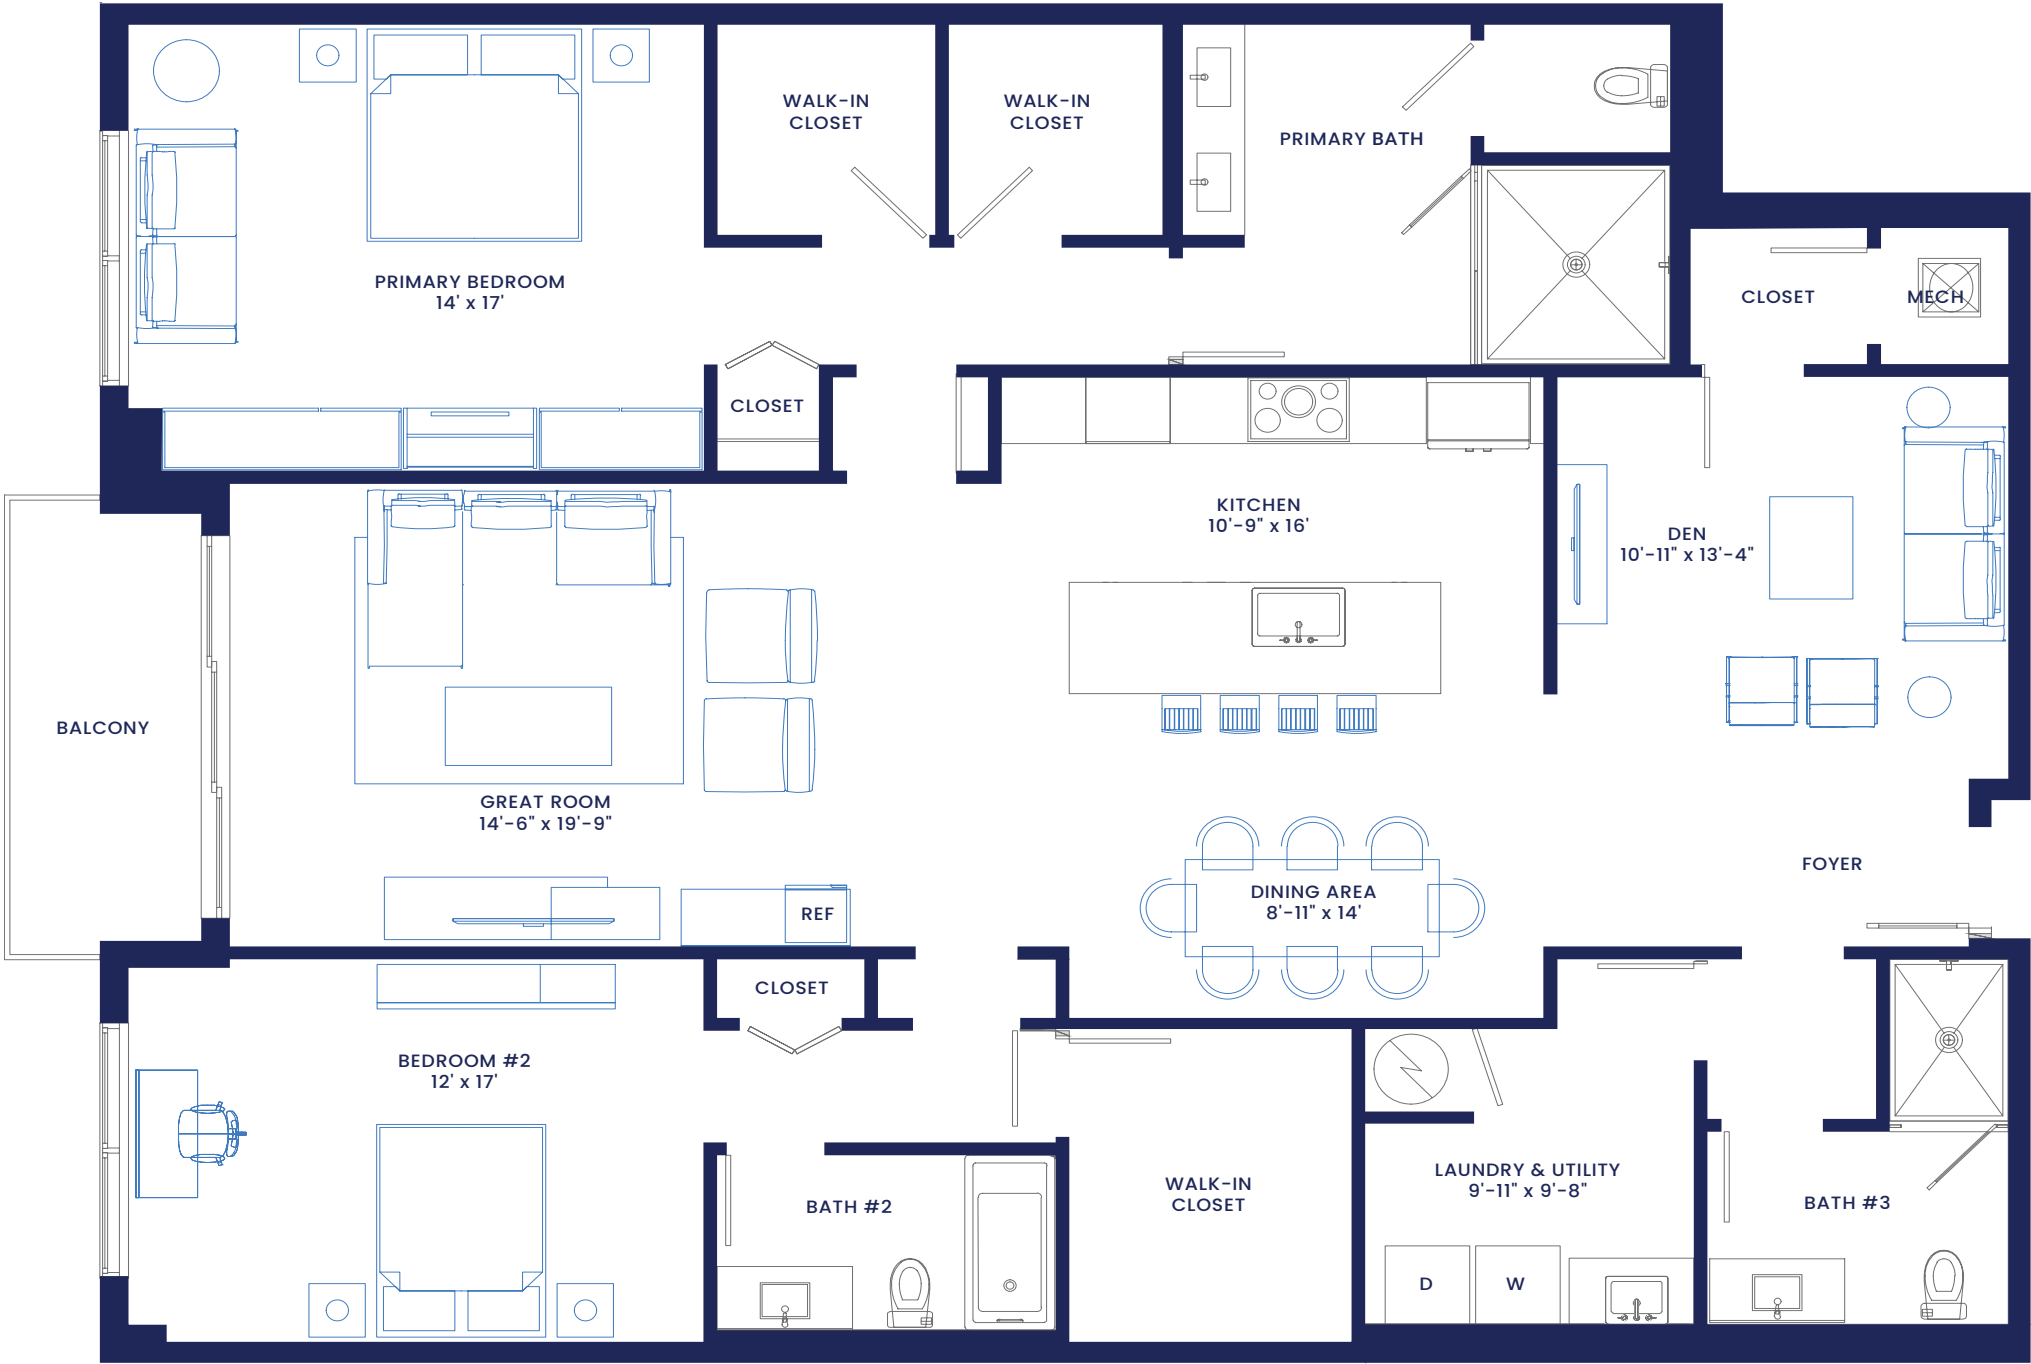 WALK-IN
CLOSET
WALK-IN
CLOSET
PRIMARY BATH
PRIMARY BEDROOM
14' x 17'
CLOSET
MECH
CLOSET
KITCHEN
10'-9" x 16'
DEN
10'-11" x 13'-4"
BALCONY
GREAT ROOM
14'-6" x 19'-9"
FOYER
DINING AREA
8'-11" x 14'
REF
CLOSET
BEDROOM #2
12' x 17'
LAUNDRY & UTILITY
9'-11" x 9'-8"
WALK-IN
CLOSET
BATH #2
BATH #3
D
W